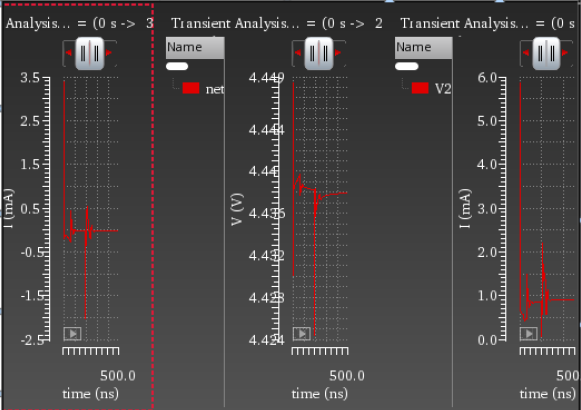 Analysis... = (0 s -> 3
3.5
2.5
1.5
0.5
-0.5
-1.5
-2.5
I (mA)
500.0
time (ns)
Transient
Name
net
Analysis... = (0 s -> 2
4.449
4.444
4.436
4.432
4.428
4.424
V (V)
500.0
time (ns)
Transient
Name
V2
Analysis... = (0 s
6.0
5.0
4.0
3.0
2.0
1.0
0.0
I (mA)
500.0
time (ns)